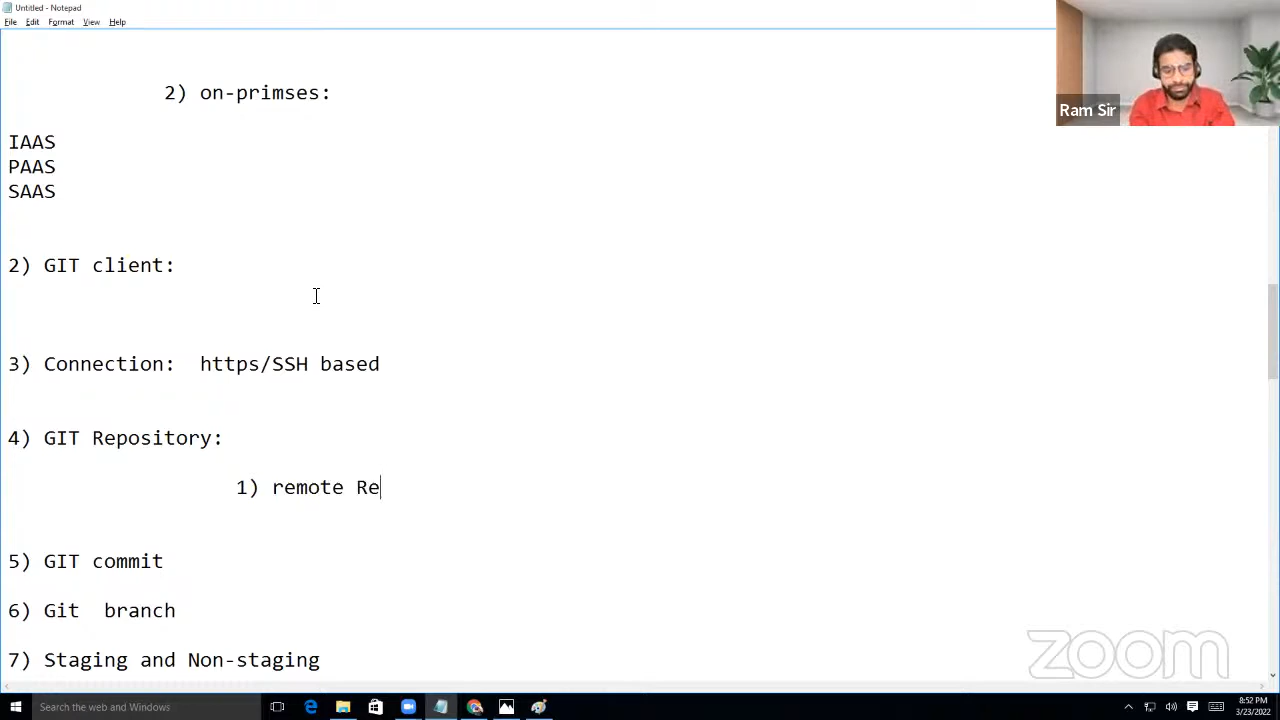 Untitled - Notepad
File Edit Format View Help
2) on-primses:
Ram Sir
IAAS
PAAS
SAAS
2) GIT client:
3) Connection:  https/SSH based
4) GIT Repository:
1) remote Re
5) GIT commit
6) Git  branch
7) Staging and Non-staging
zoom
Search the web and Windows
8:52 PM
3/23/2022